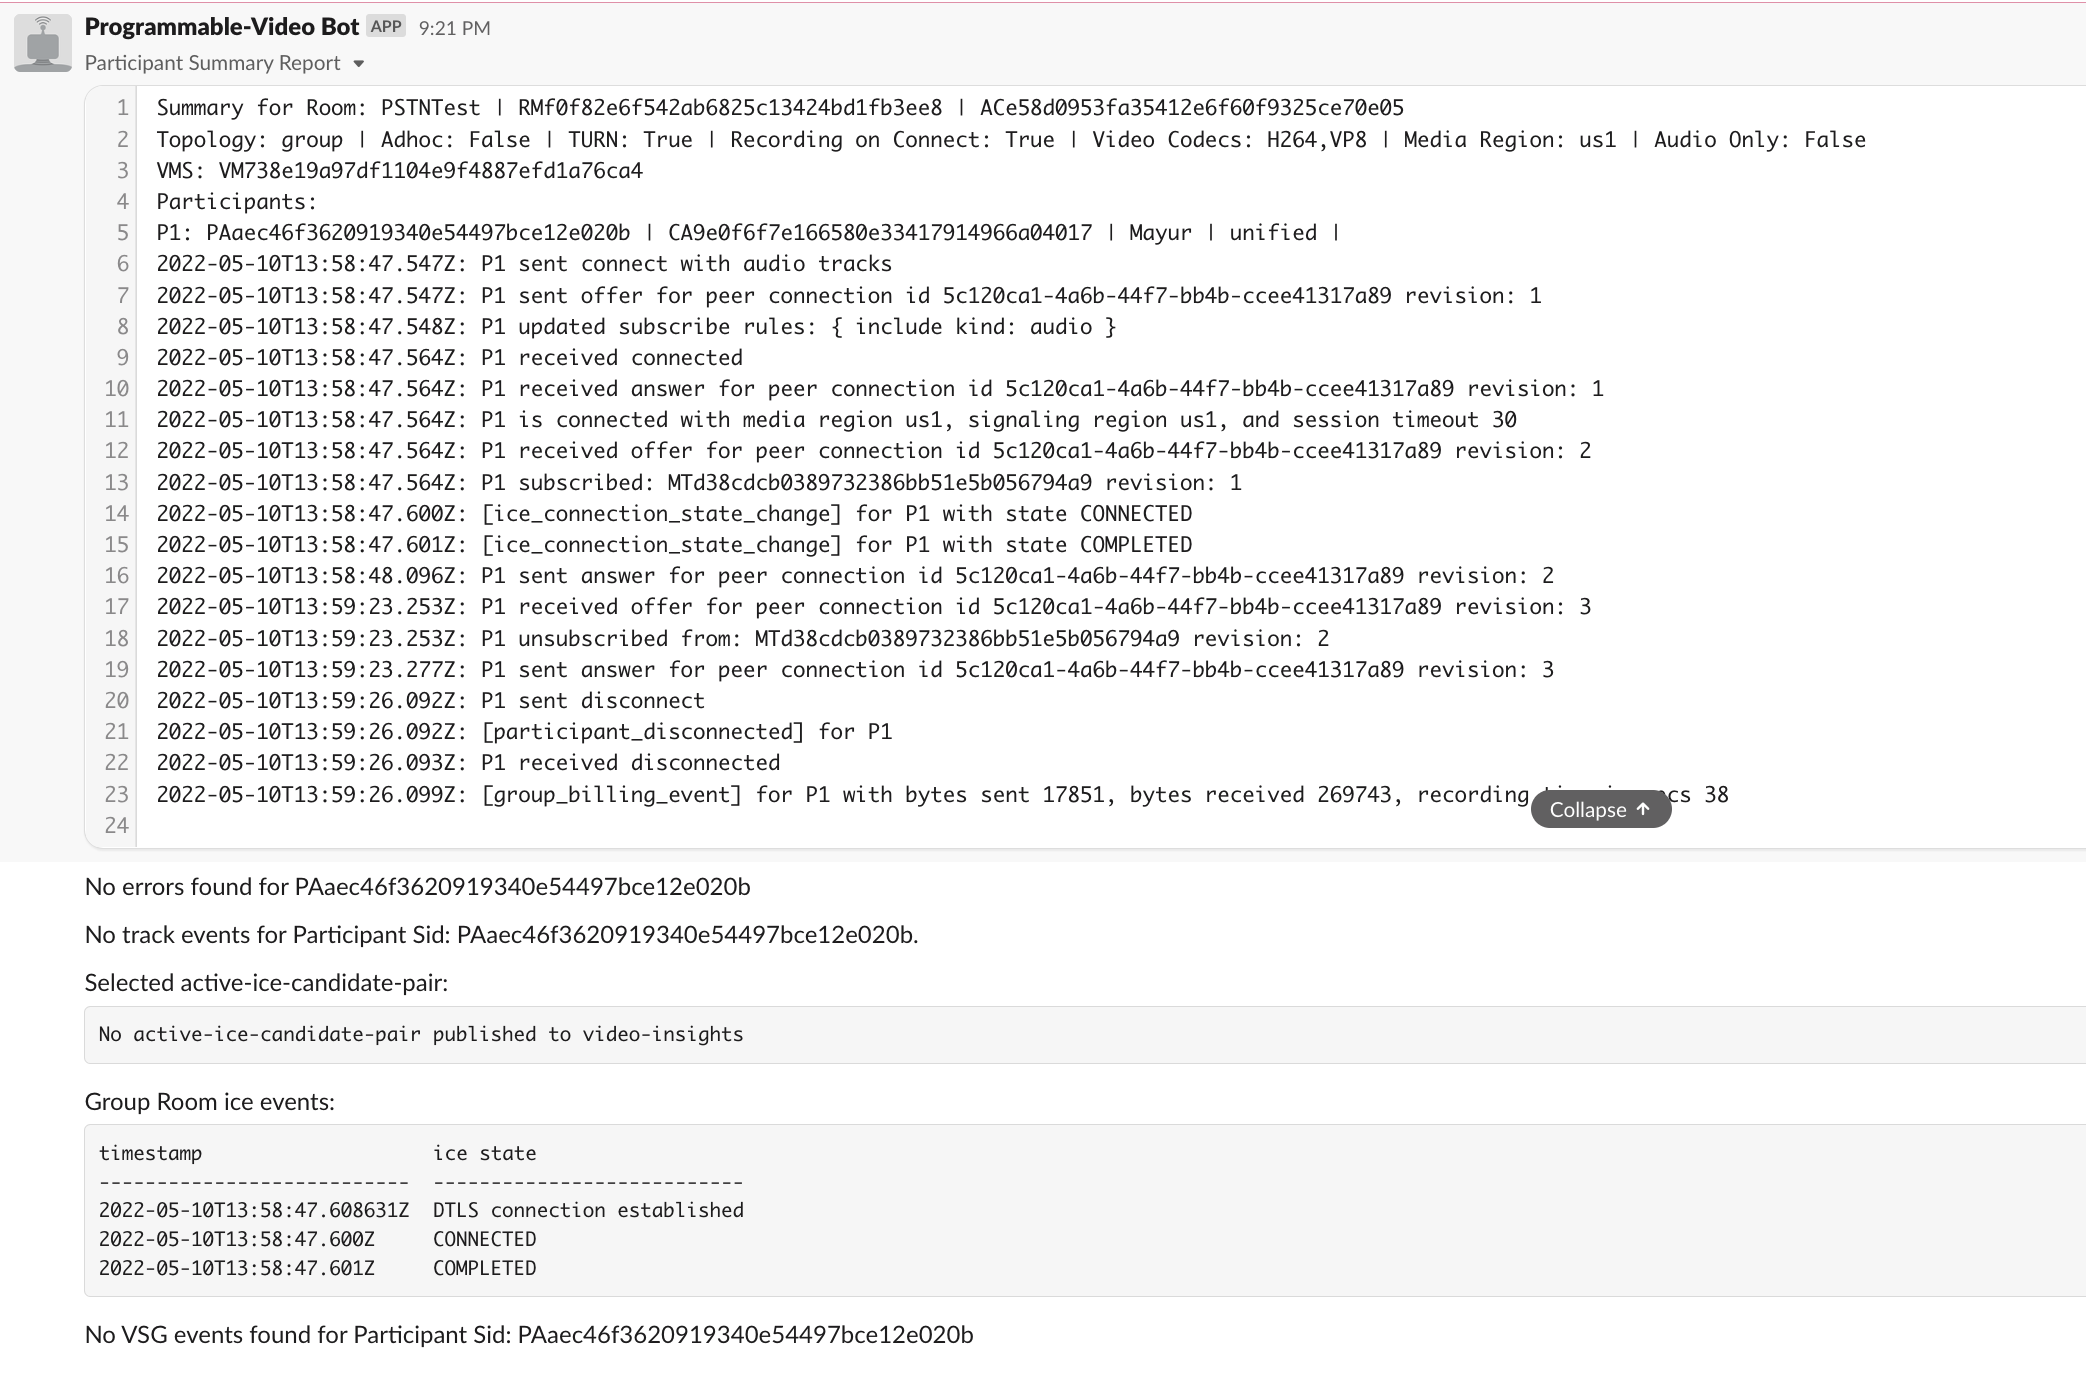 Programmable-Video Bot APP 9:21 PM
Participant Summary Report
1 Summary for Room: PSTNTest | RMf0f82e6f542ab6825c13424bd1fb3ee8 | ACe58d0953fa35412e6f60f9325ce70e05
2 Topology: group | Adhoc: False | TURN: True | Recording on Connect: True | Video Codecs: H264,VP8 | Media Region: us1 | Audio Only: False
3 VMS: VM738e19a97df1104e9f4887efd1a76ca4
4 Participants:
5 P1: PAaec46f3620919340e54497bce12e020b | CA9e0f6f7e166580e33417914966a04017 | Mayur | unified |
6 2022-05-10T13:58:47.547Z: P1 sent connect with audio tracks
7 2022-05-10T13:58:47.547Z: P1 sent offer for peer connection id 5c120ca1-4a6b-44f7-bb4b-ccee41317a89 revision: 1
8 2022-05-10T13:58:47.548Z: P1 updated subscribe rules: { include kind: audio }
9 2022-05-10T13:58:47.564Z: P1 received connected
10 2022-05-10T13:58:47.564Z: P1 received answer for peer connection id 5c120ca1-4a6b-44f7-bb4b-ccee41317a89 revision: 1
11 2022-05-10T13:58:47.564Z: P1 is connected with media region us1, signaling region us1, and session timeout 30
12 2022-05-10T13:58:47.564Z: P1 received offer for peer connection id 5c120ca1-4a6b-44f7-bb4b-ccee41317a89 revision: 2
13 2022-05-10T13:58:47.564Z: P1 subscribed: MTd38cdcb0389732386bb51e5b056794a9 revision: 1
14 2022-05-10T13:58:47.600Z: [ice_connection_state_change] for P1 with state CONNECTED
15 2022-05-10T13:58:47.601Z: [ice_connection_state_change] for P1 with state COMPLETED
16 2022-05-10T13:58:48.096Z: P1 sent answer for peer connection id 5c120ca1-4a6b-44f7-bb4b-ccee41317a89 revision: 2
17 2022-05-10T13:59:23.253Z: P1 received offer for peer connection id 5c120ca1-4a6b-44f7-bb4b-ccee41317a89 revision: 3
18 2022-05-10T13:59:23.253Z: P1 unsubscribed from: MTd38cdcb0389732386bb51e5b056794a9 revision: 2
19 2022-05-10T13:59:23.277Z: P1 sent answer for peer connection id 5c120ca1-4a6b-44f7-bb4b-ccee41317a89 revision: 3
20 2022-05-10T13:59:26.092Z: P1 sent disconnect
21 2022-05-10T13:59:26.092Z: [participant_disconnected] for P1
22 2022-05-10T13:59:26.093Z: P1 received disconnected
23 2022-05-10T13:59:26.099Z: [group_billing_event] for P1 with bytes sent 17851, bytes received 269743, recording 38
Collapse ↑
24
No errors found for PAaec46f3620919340e54497bce12e020b
No track events for Participant Sid: PAaec46f3620919340e54497bce12e020b.
Selected active-ice-candidate-pair:
No active-ice-candidate-pair published to video-insights
Group Room ice events:
timestamp ice state
--------------------------- ---------------------------
2022-05-10T13:58:47.608631Z DTLS connection established
2022-05-10T13:58:47.600Z CONNECTED
2022-05-10T13:58:47.601Z COMPLETED
No VSG events found for Participant Sid: PAaec46f3620919340e54497bce12e020b